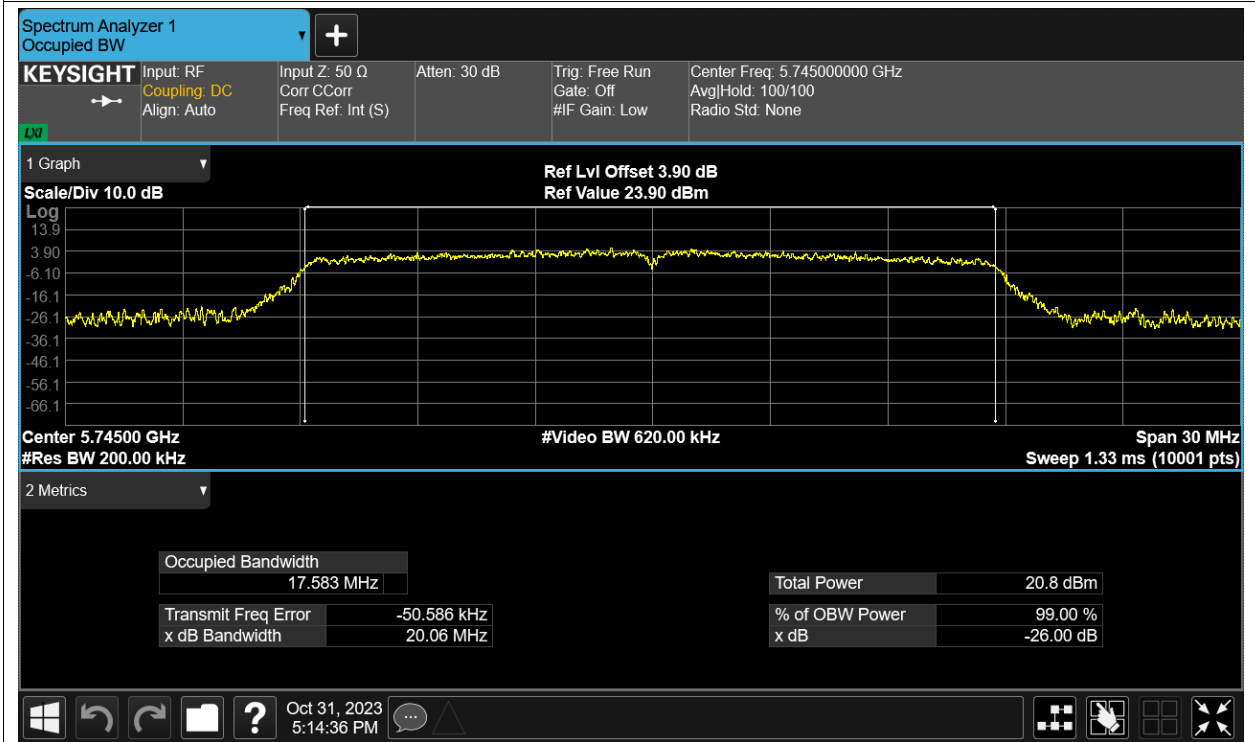 Spectrum Analyzer 1
Occupied BW
KEYSIGHT
LXI
Input: RF
Coupling: DC
Align: Auto
Input Z: 50 Ω
Corr CCorr
Freq Ref: Int (S)
Atten: 30 dB
Trig: Free Run
Gate: Off
#IF Gain: Low
Center Freq: 5.745000000 GHz
Avg|Hold: 100/100
Radio Std: None
1 Graph
Ref Lvl Offset 3.90 dB
Scale/Div 10.0 dB
Ref Value 23.90 dBm
Log
13.9
3.90
-6.10
-16.1
-26.1
-36.1
-46.1
-56.1
-66.1
Center 5.74500 GHz
#Video BW 620.00 kHz
Span 30 MHz
#Res BW 200.00 kHz
Sweep 1.33 ms (10001 pts)
2 Metrics
Occupied Bandwidth
17.583 MHz
Transmit Freq Error -50.586 kHz
x dB Bandwidth 20.06 MHz
Total Power 20.8 dBm
% of OBW Power 99.00 %
x dB -26.00 dB
?
Oct 31, 2023
5:14:36 PM